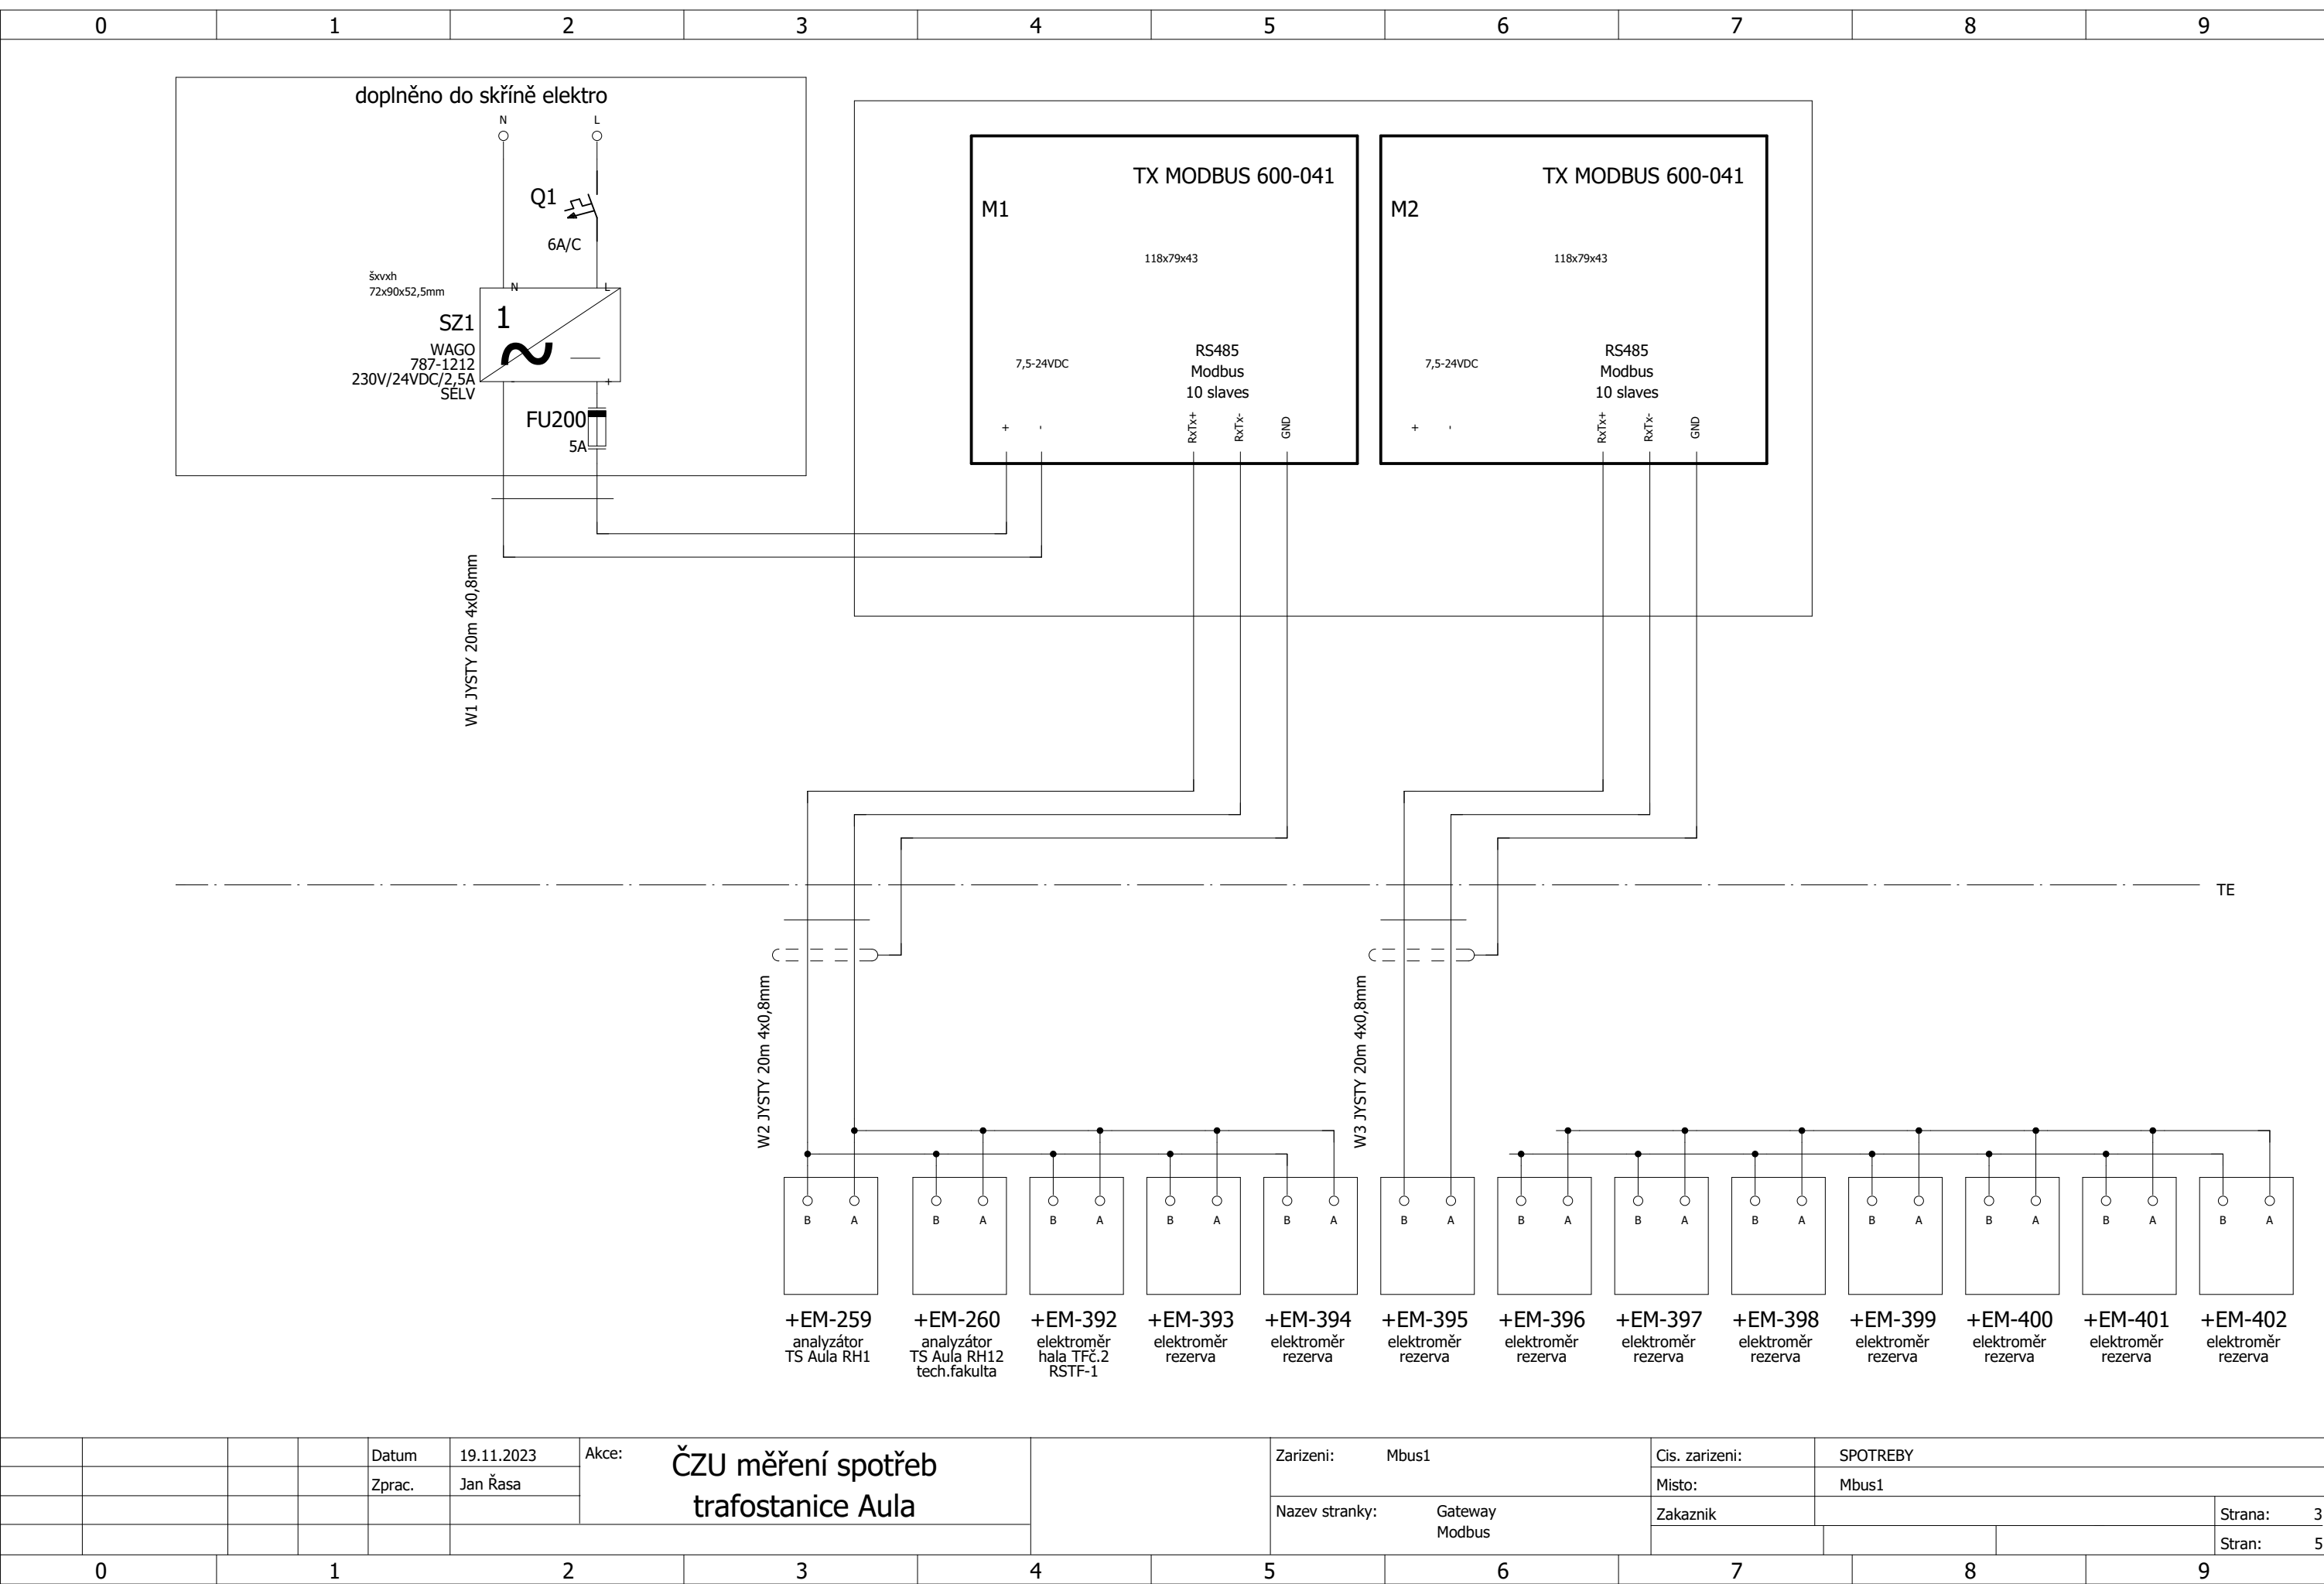 0 1 2 3 4 5 6 7 8 9
doplněno do skříně elektro
N L
Q1
6A/C
šxvxh
72x90x52,5mm
N L
SZ1
1
WAGO
787-1212
230V/24VDC/2,5A
SELV
- +
FU200
5A
W1 JYSTY 20m 4x0,8mm
TX MODBUS 600-041
M1
118x79x43
7,5-24VDC
RS485
Modbus
10 slaves
+ - RxTx+ RxTx- GND
TX MODBUS 600-041
M2
118x79x43
7,5-24VDC
RS485
Modbus
10 slaves
+ - RxTx+ RxTx- GND
TE
W2 JYSTY 20m 4x0,8mm
W3 JYSTY 20m 4x0,8mm
B A B A B A B A B A B A B A B A B A B A B A B A B A
+EM-259
analyzátor
TS Aula RH1
+EM-260
analyzátor
TS Aula RH12
tech.fakulta
+EM-392
elektroměr
hala TFč.2
RSTF-1
+EM-393
elektroměr
rezerva
+EM-394
elektroměr
rezerva
+EM-395
elektroměr
rezerva
+EM-396
elektroměr
rezerva
+EM-397
elektroměr
rezerva
+EM-398
elektroměr
rezerva
+EM-399
elektroměr
rezerva
+EM-400
elektroměr
rezerva
+EM-401
elektroměr
rezerva
+EM-402
elektroměr
rezerva
Datum 19.11.2023
Zprac. Jan Řasa
Akce:
ČZU měření spotřeb
trafostanice Aula
Zarizeni: Mbus1
Nazev stranky: Gateway
Modbus
Cis. zarizeni: SPOTREBY
Misto: Mbus1
Zakaznik
Strana: 3
Stran: 5
0 1 2 3 4 5 6 7 8 9